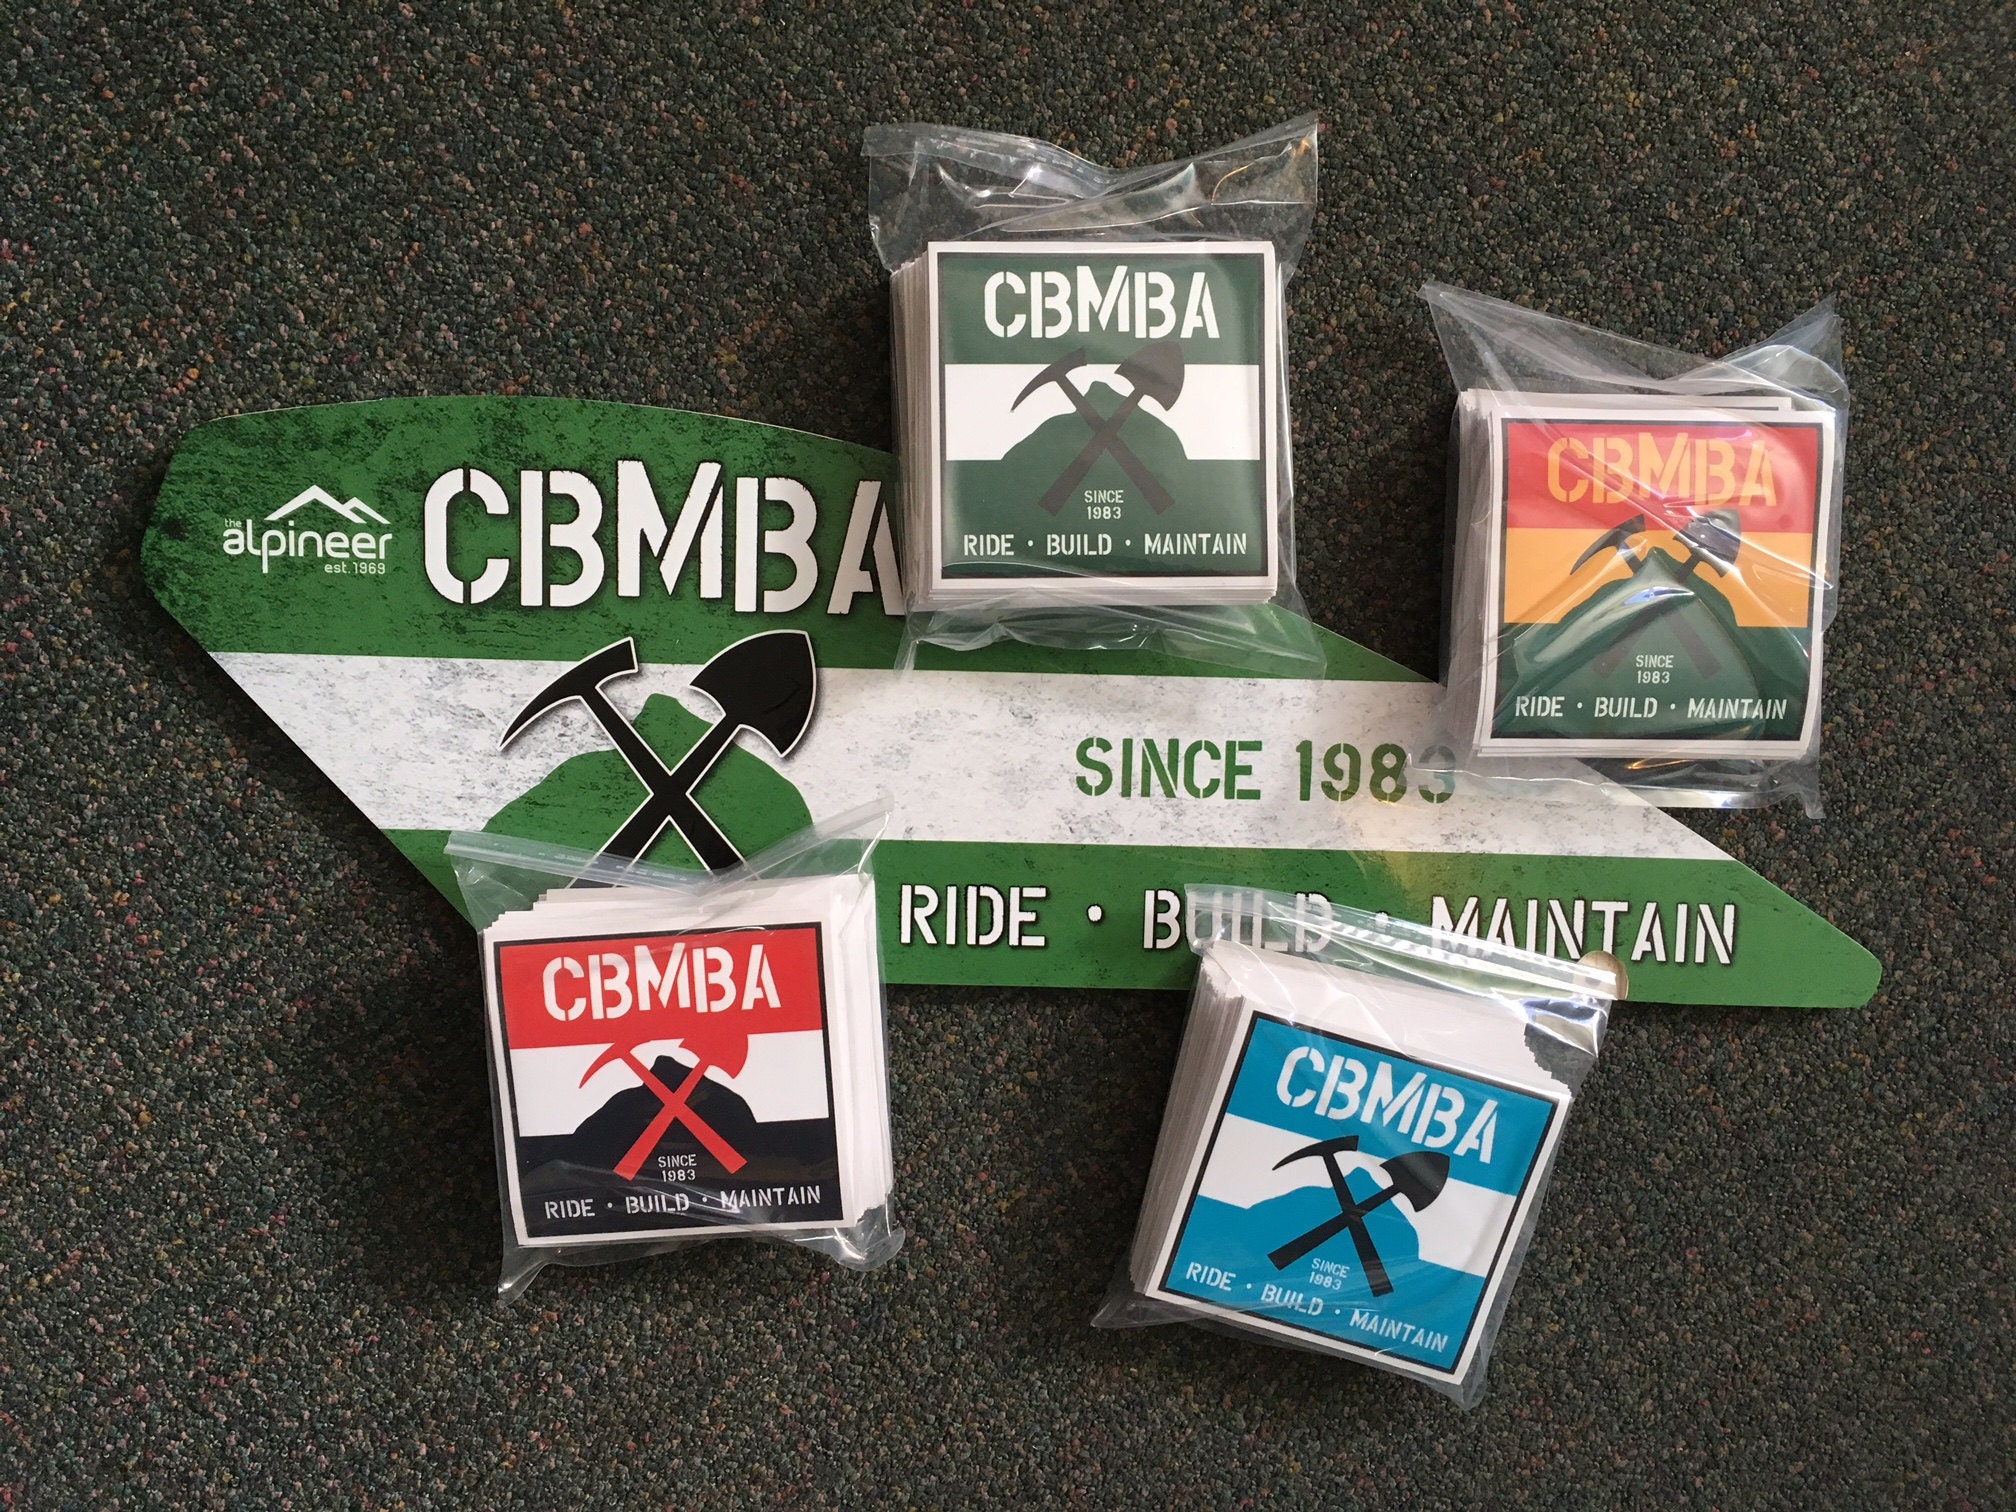 the
alpineer
est. 1969
CBMBA
SINCE 1983
RIDE · BUILD · MAINTAIN
CBMBA
SINCE
1983
RIDE · BUILD · MAINTAIN
CBMBA
SINCE
1983
RIDE · BUILD · MAINTAIN
CBMBA
SINCE
1983
RIDE · BUILD · MAINTAIN
CBMBA
SINCE
1983
RIDE · BUILD · MAINTAIN